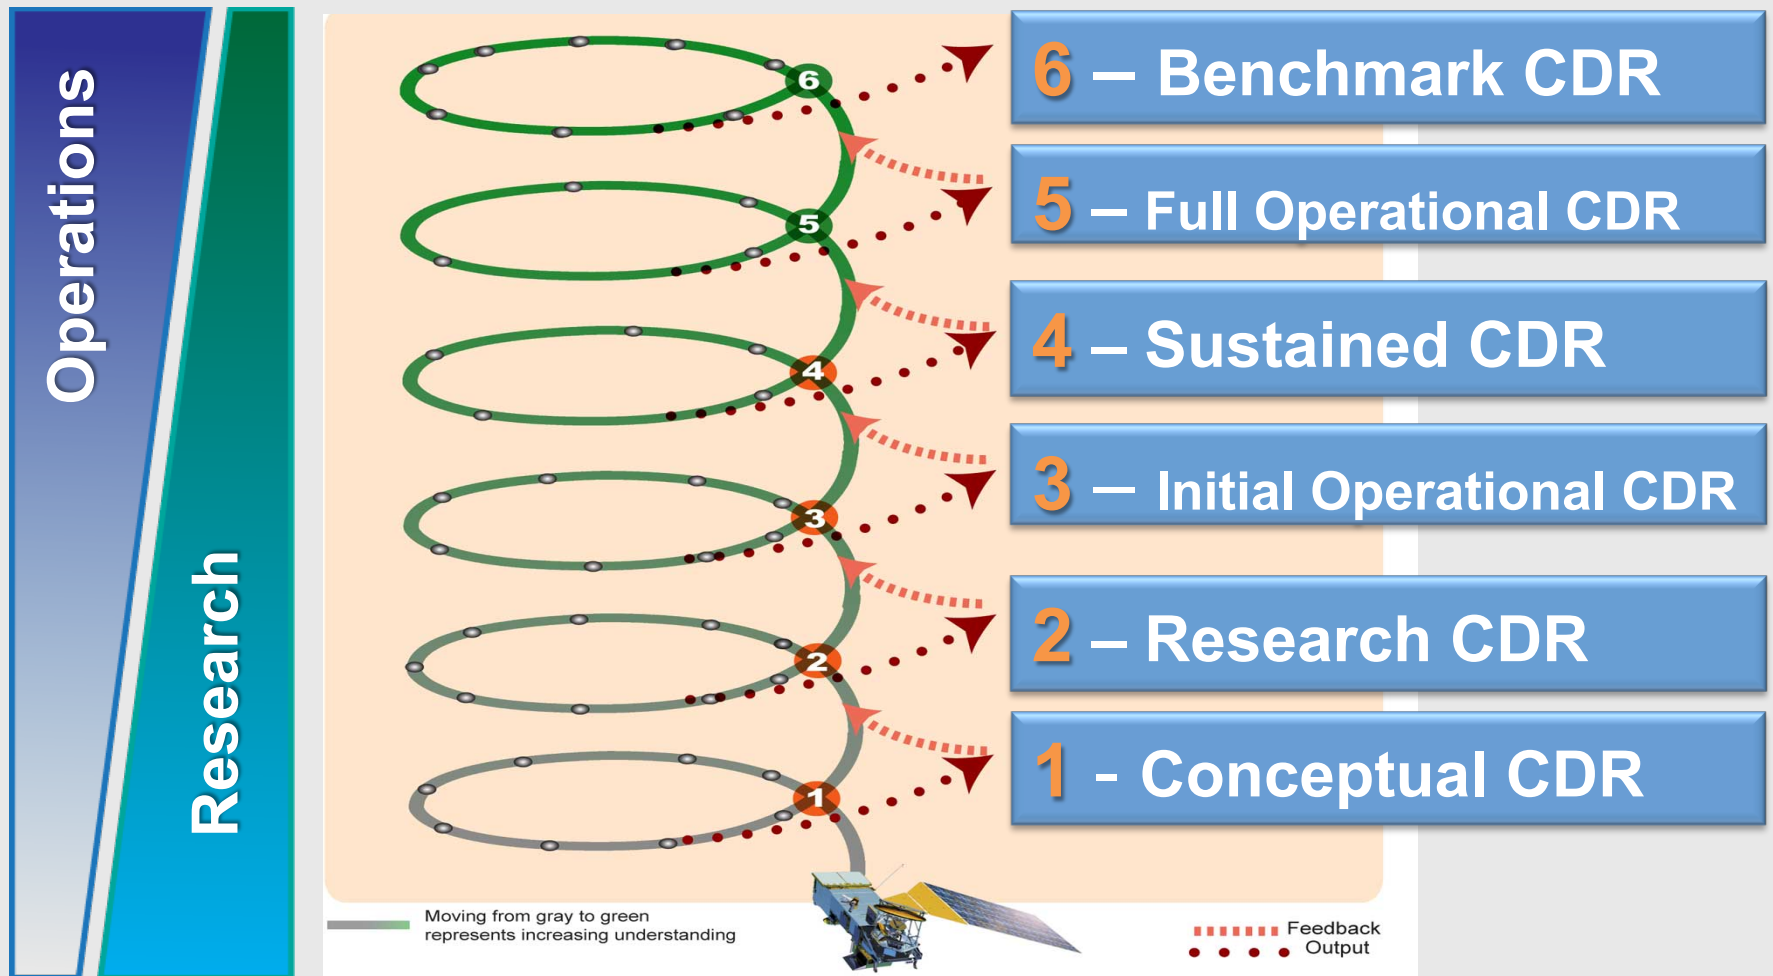 Operations
Research
6 – Benchmark CDR
5 – Full Operational CDR
4 – Sustained CDR
3 – Initial Operational CDR
2 – Research CDR
1 - Conceptual CDR
6
5
4
3
2
1
Moving from gray to green
represents increasing understanding
Feedback
Output